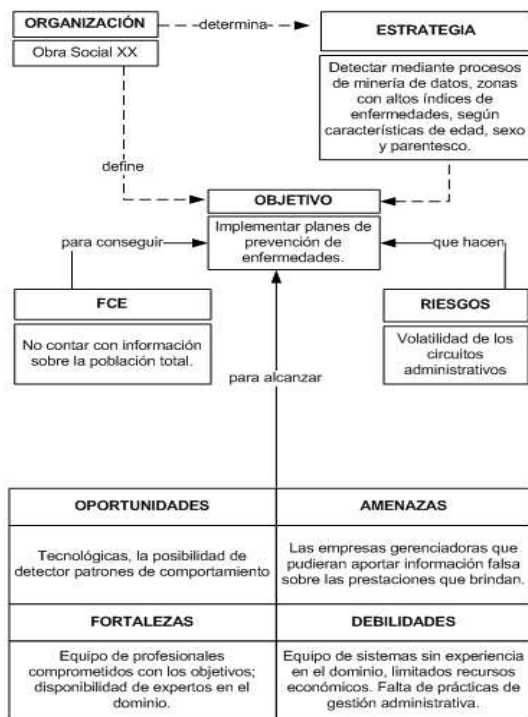 ORGANIZACIÓN
Obra Social XX
determina
ESTRATEGIA
Detectar mediante procesos
de minería de datos, zonas
con altos índices de
enfermedades, según
características de edad, sexo
y parentesco.
define
OBJETIVO
Implementar planes de
prevención de
enfermedades.
para conseguir
que hacen
FCE
No contar con información
sobre la población total.
RIESGOS
Volatilidad de los
circuitos
administrativos
para alcanzar
OPORTUNIDADES
Tecnológicas, la posibilidad de
detector patrones de comportamiento
AMENAZAS
Las empresas gerenciadoras que
pudieran aportar información falsa
sobre las prestaciones que brindan.
FORTALEZAS
Equipo de profesionales
comprometidos con los objetivos;
disponibilidad de expertos en el
dominio.
DEBILIDADES
Equipo de sistemas sin experiencia
en el dominio, limitados recursos
económicos. Falta de prácticas de
gestión administrativa.